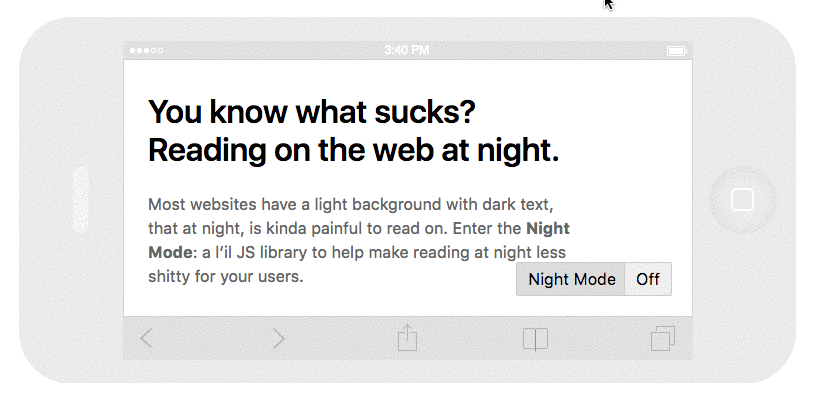 3:40 PM
You know what sucks?
Reading on the web at night.
Most websites have a light background with dark text,
that at night, is kinda painful to read on. Enter the Night
Mode: a l’il JS library to help make reading at night less
shitty for your users.
Night Mode Off